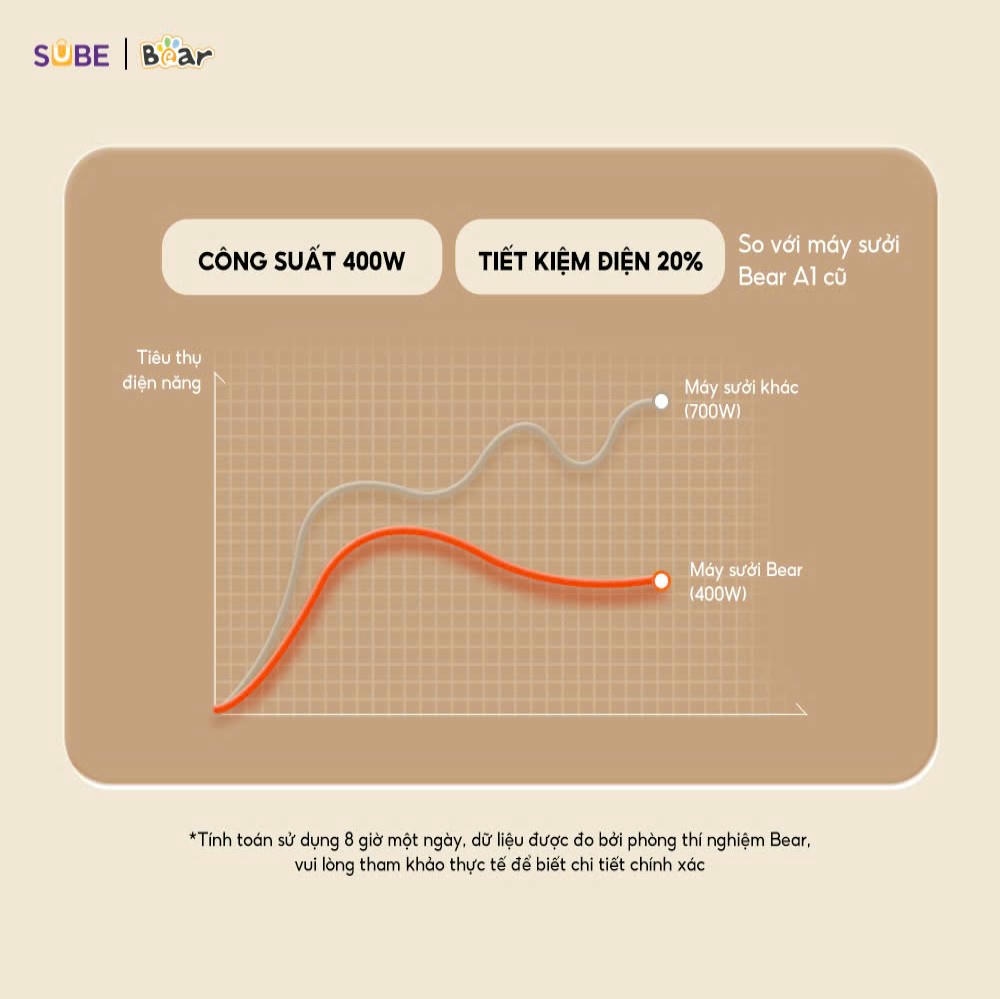 SUBE | Bear
CÔNG SUẤT 400W
TIẾT KIỆM ĐIỆN 20%
So với máy sưởi
Bear A1 cũ
Tiêu thụ
điện năng
Máy sưởi khác
(700W)
Máy sưởi Bear
(400W)
*Tính toán sử dụng 8 giờ một ngày, dữ liệu được đo bởi phòng thí nghiệm Bear,
vui lòng tham khảo thực tế để biết chi tiết chính xác